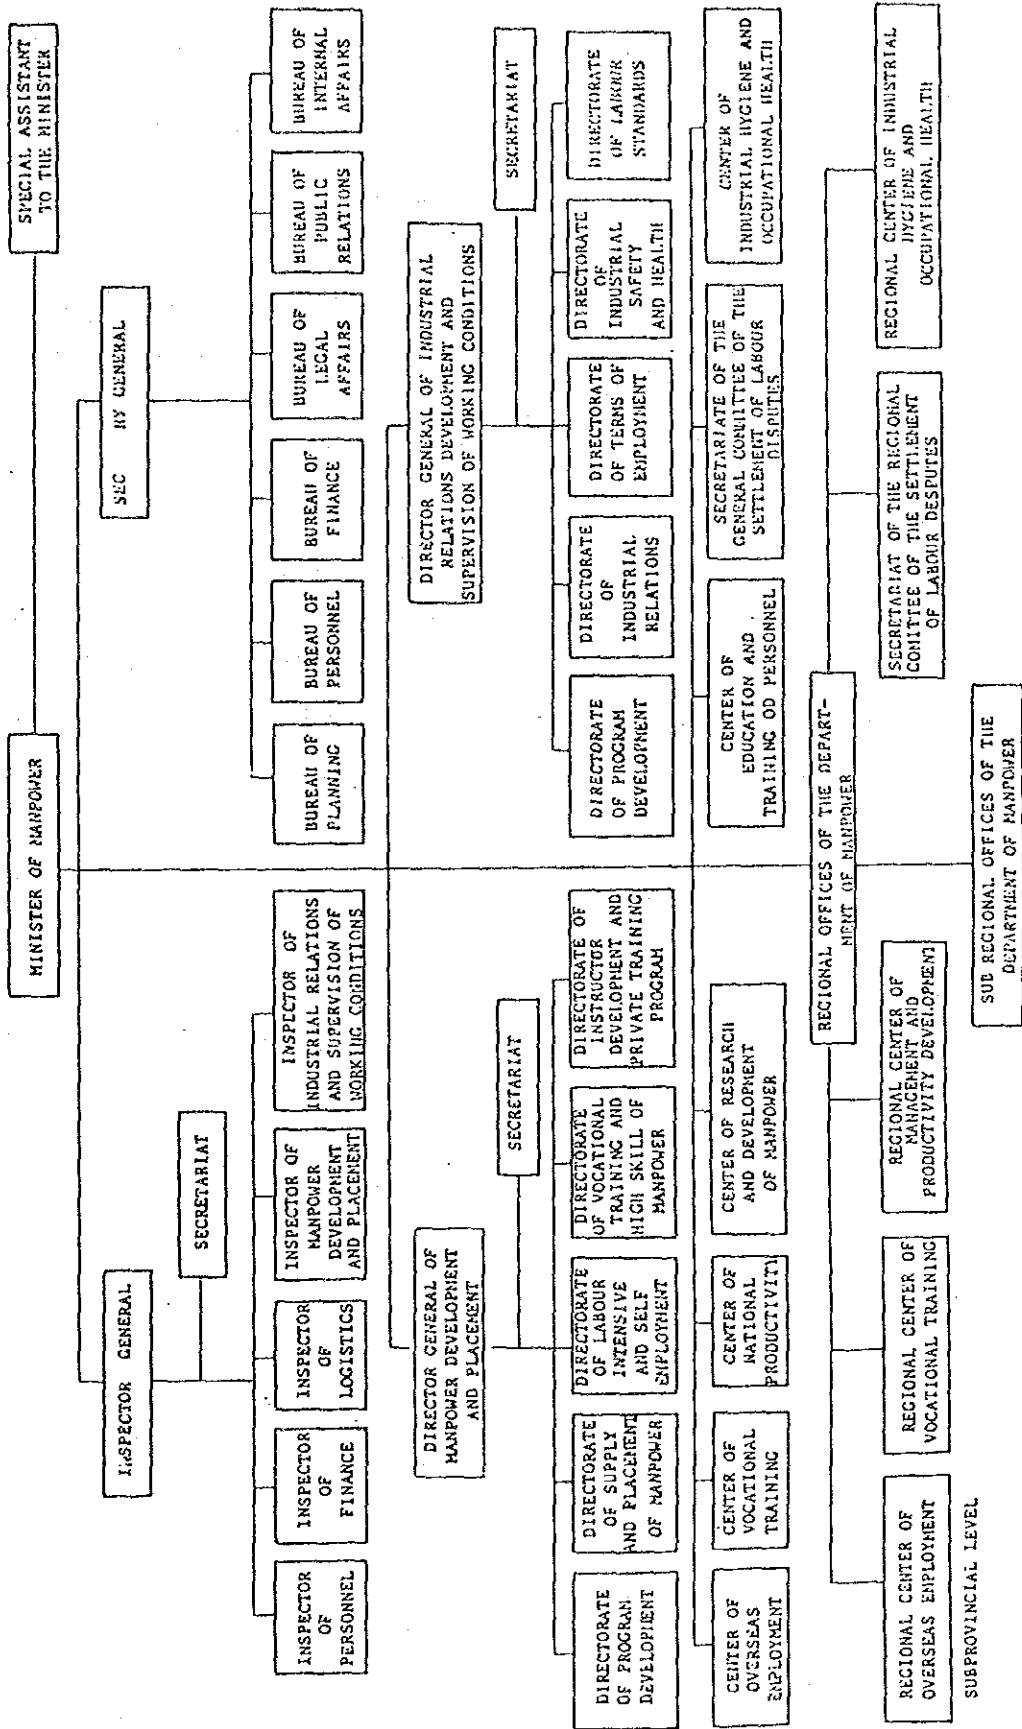 MINISTER OF MANPOWER
SPECIAL ASSISTANT
TO THE MINISTER
INSPECTOR GENERAL
SEC RY GENERAL
SECRETARIAT
INSPECTOR
OF
PERSONNEL
INSPECTOR
OF
FINANCE
INSPECTOR
OF
LOGISTICS
INSPECTOR OF
MANPOWER
DEVELOPMENT
AND PLACEMENT
INSPECTOR OF
INDUSTRIAL RELATIONS
AND SUPERVISION OF
WORKING CONDITIONS
BUREAU OF
PLANNING
BUREAU OF
PERSONNEL
BUREAU OF
FINANCE
BUREAU OF
LEGAL
AFFAIRS
BUREAU OF
PUBLIC
RELATIONS
BUREAU OF
INTERNAL
AFFAIRS
DIRECTOR GENERAL OF
MANPOWER DEVELOPMENT
AND PLACEMENT
DIRECTOR GENERAL OF INDUSTRIAL
RELATIONS DEVELOPMENT AND
SUPERVISION OF WORKING CONDITIONS
SECRETARIAT
SECRETARIAT
DIRECTORATE
OF PROGRAM
DEVELOPMENT
DIRECTORATE
OF SUPPLY
AND PLACEMENT
OF MANPOWER
DIRECTORATE
OF LABOUR
INTENSIVE
AND SELF
EMPLOYMENT
DIRECTORATE
OF VOCATIONAL
TRAINING AND
HIGH SKILL OF
MANPOWER
DIRECTORATE OF
INSTRUCTOR
DEVELOPMENT AND
PRIVATE TRAINING
PROGRAM
DIRECTORATE
OF PROGRAM
DEVELOPMENT
DIRECTORATE
OF
INDUSTRIAL
RELATIONS
DIRECTORATE
OF TERMS OF
EMPLOYMENT
DIRECTORATE
OF
INDUSTRIAL
SAFETY
AND HEALTH
DIRECTORATE
OF LABOUR
STANDARDS
CENTER OF
OVERSEAS
EMPLOYMENT
CENTER OF
VOCATIONAL
TRAINING
CENTER OF
NATIONAL
PRODUCTIVITY
CENTER OF RESEARCH
AND DEVELOPMENT
OF MANPOWER
CENTER OF
EDUCATION AND
TRAINING OD PERSONNEL
SECRETARIATE OF THE
GENERAL COMMITTEE OF THE
SETTLEMENT OF LABOUR
DISPUTES
CENTER OF
INDUSTRIAL HYGIENE AND
OCCUPATIONAL HEALTH
REGIONAL OFFICES OF THE DEPART-
MENT OF MANPOWER
REGIONAL CENTER OF
OVERSEAS EMPLOYMENT
REGIONAL CENTER OF
VOCATIONAL TRAINING
REGIONAL CENTER OF
MANAGEMENT AND
PRODUCTIVITY DEVELOPMENT
SECRETARIAT OF THE REGIONAL
COMITTEE OF THE SETTLEMENT
OF LABOUR DESPUTES
REGIONAL CENTER OF INDUSTRIAL
HYGIENE AND
OCCUPATIONAL HEALTH
SUBPROVINCIAL LEVEL
SUB REGIONAL OFFICES OF THE
DEPARTMENT OF MANPOWER